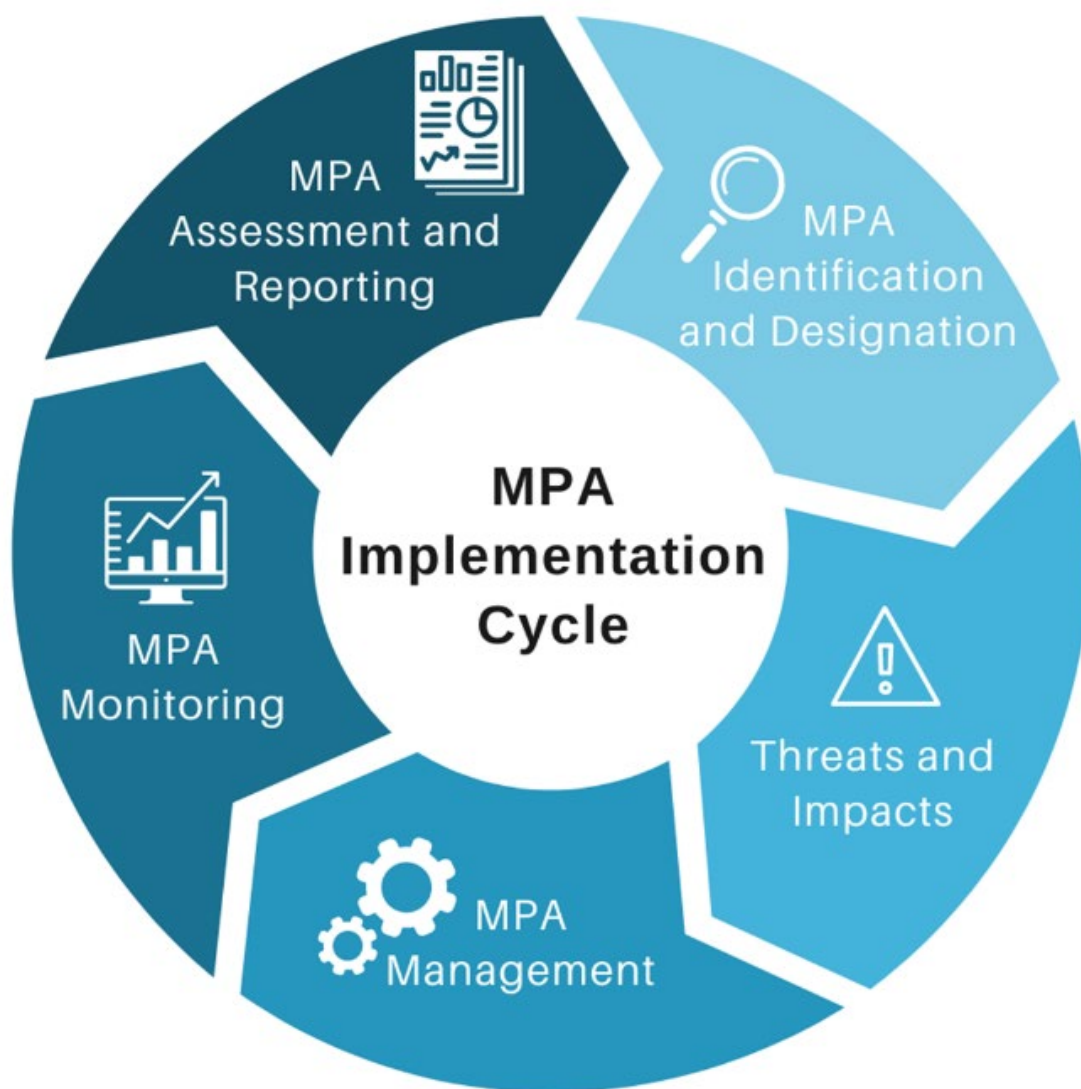 MPA
Implementation
Cycle
MPA
Identification
and Designation
Threats and
Impacts
MPA
Management
MPA
Monitoring
MPA
Assessment and
Reporting